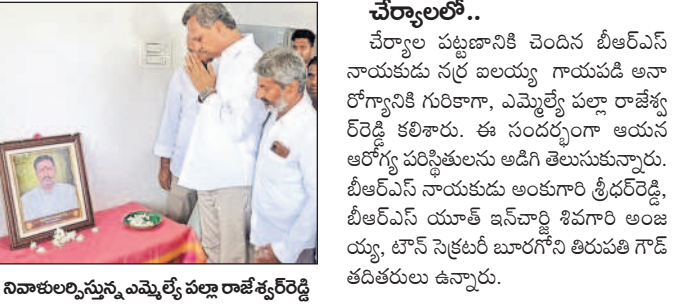 చేర్యాలలో..
చేర్యాల పట్టణానికి చెందిన బీఆర్ఎస్
నాయకుడు నర్ర ఐలయ్య గాయపడి అనా
రోగ్యానికి గురికాగా, ఎమ్మెల్యే పల్లా రాజేశ్వ
ర్‌రెడ్డి కలిశారు. ఈ సందర్భంగా ఆయన
ఆరోగ్య పరిస్థితులను అడిగి తెలుసుకున్నారు.
బీఆర్ఎస్ నాయకుడు అంకుగారి శ్రీధర్‌రెడ్డి,
బీఆర్ఎస్ యూత్ ఇన్‌చార్జి శివగారి అంజ
య్య, టౌన్ సెక్రటరీ బూరగోని తిరుపతి గౌడ్
తదితరులు ఉన్నారు.
నివాళులర్పిస్తున్న ఎమ్మెల్యే పల్లా రాజేశ్వర్‌రెడ్డి